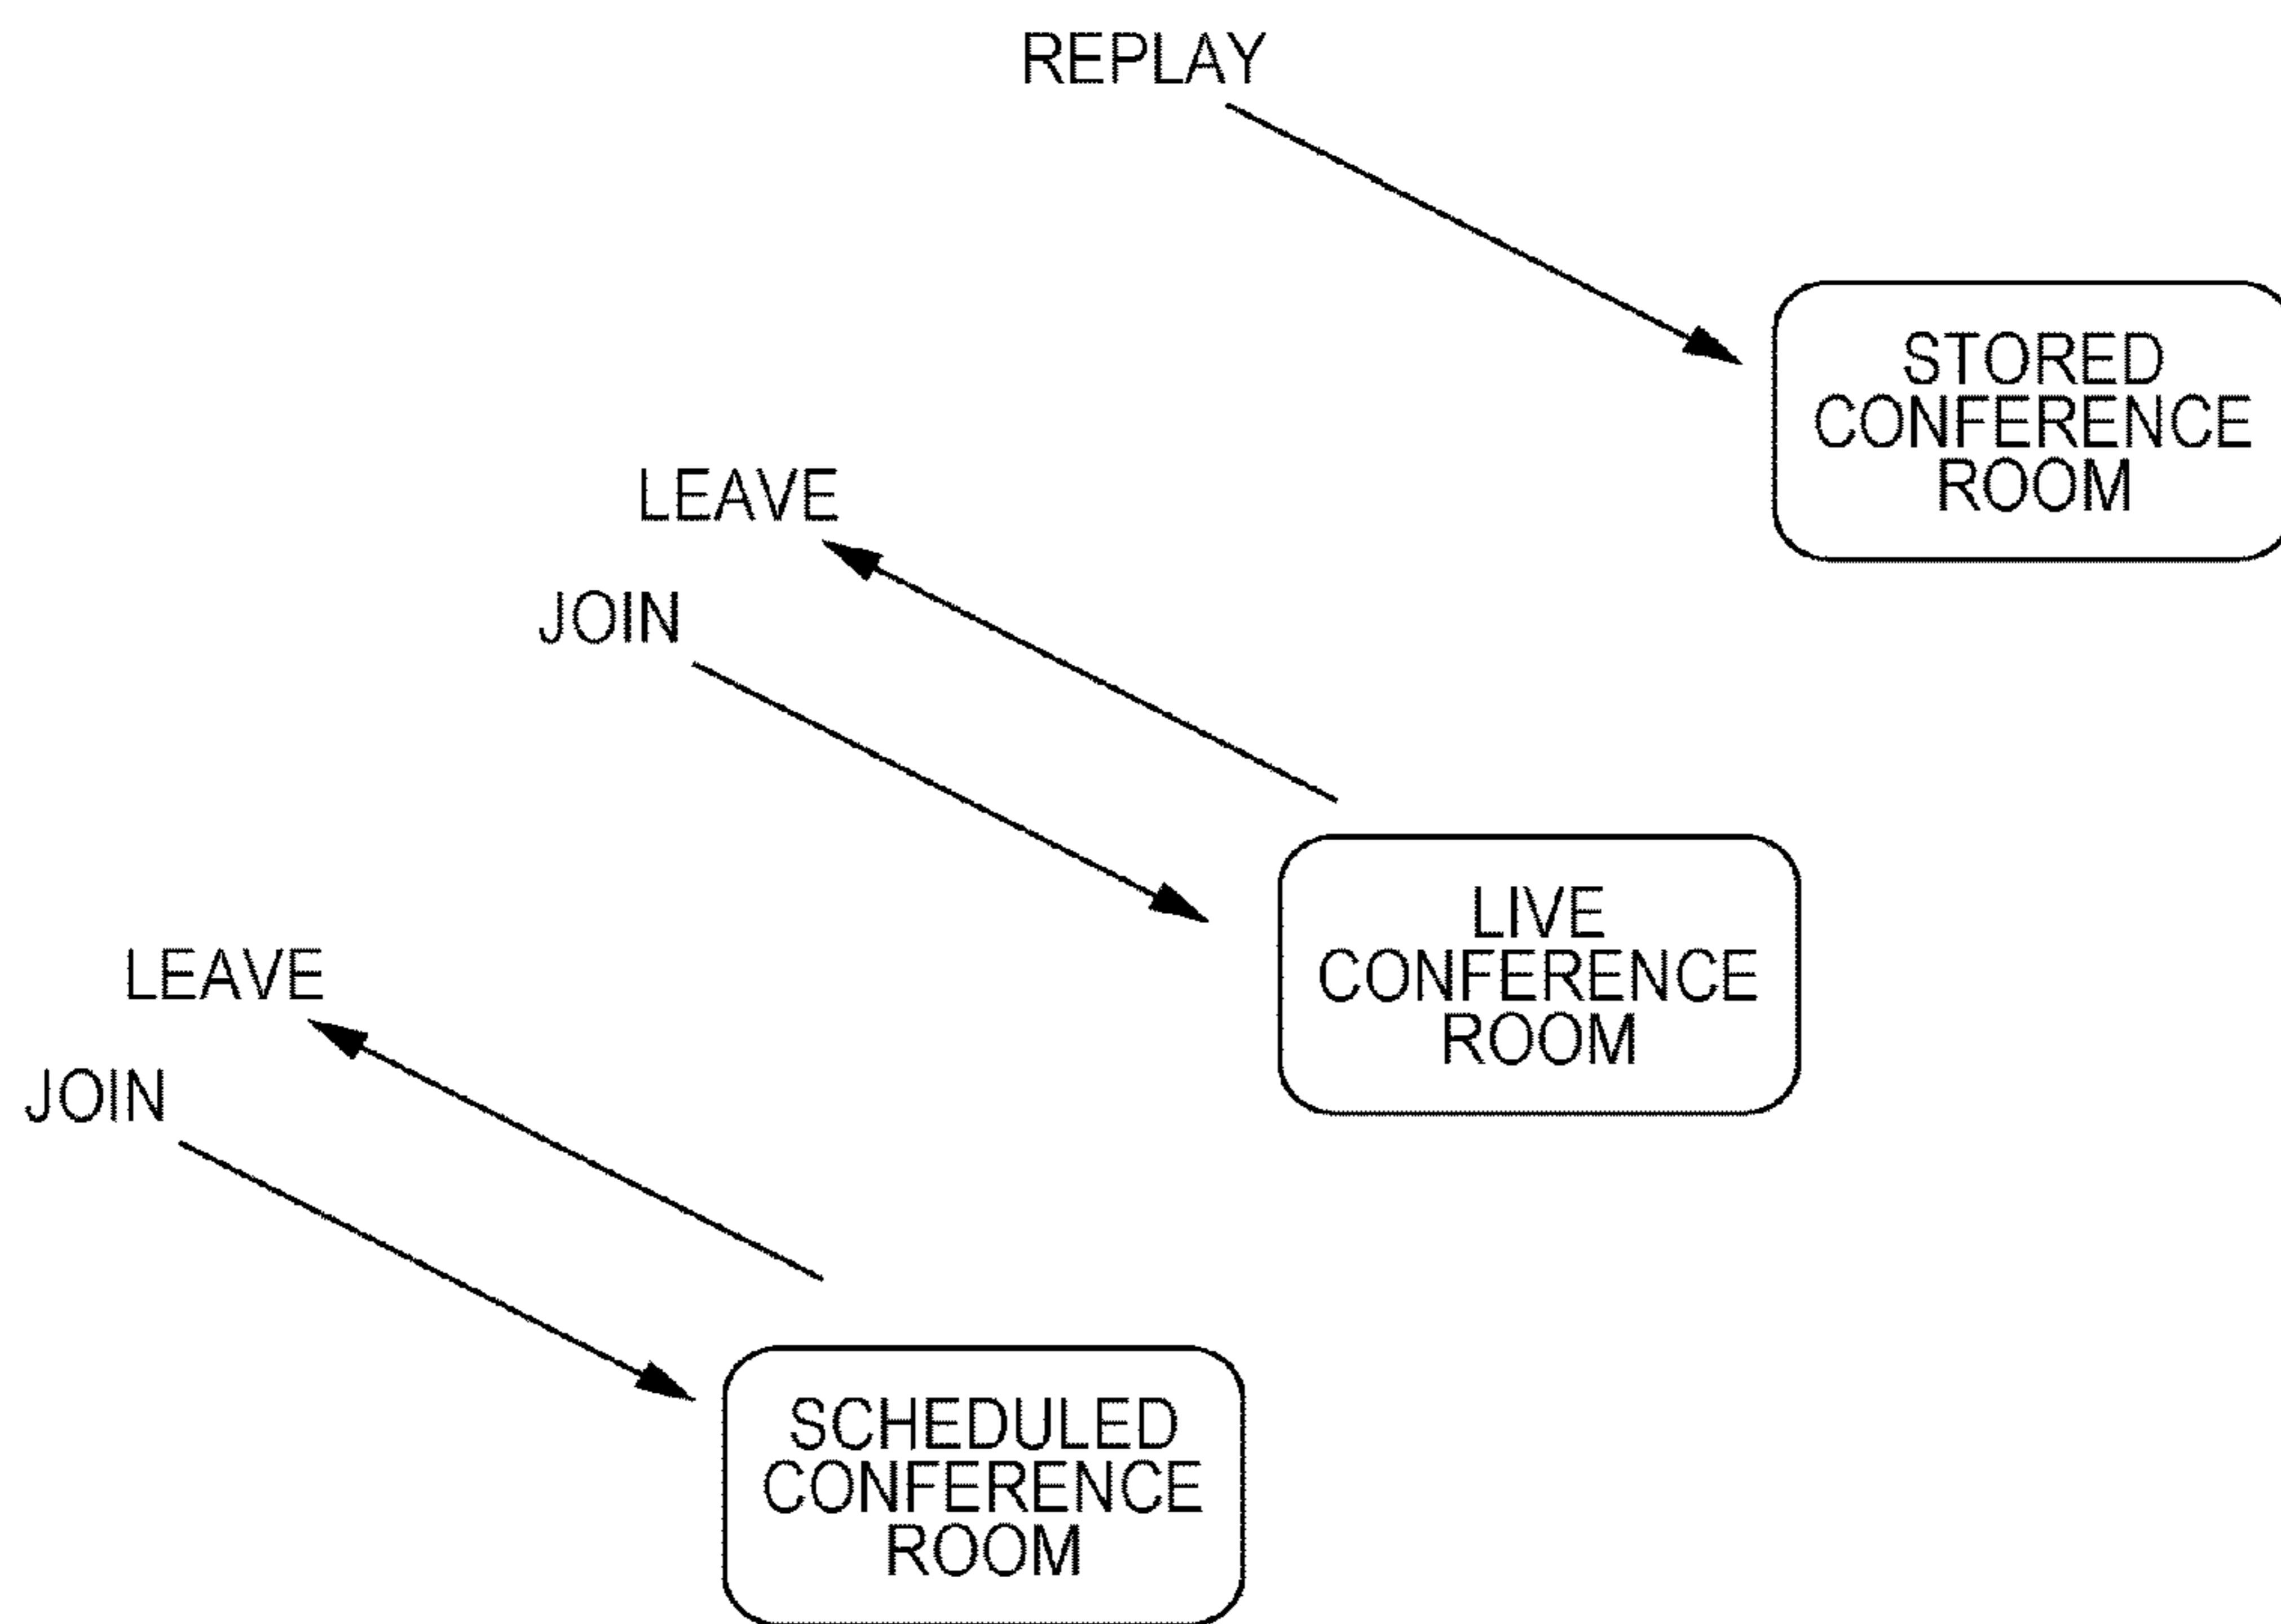 REPLAY
STORED
CONFERENCE
ROOM
LEAVE
JOIN
LIVE
CONFERENCE
ROOM
LEAVE
JOIN
SCHEDULED
CONFERENCE
ROOM